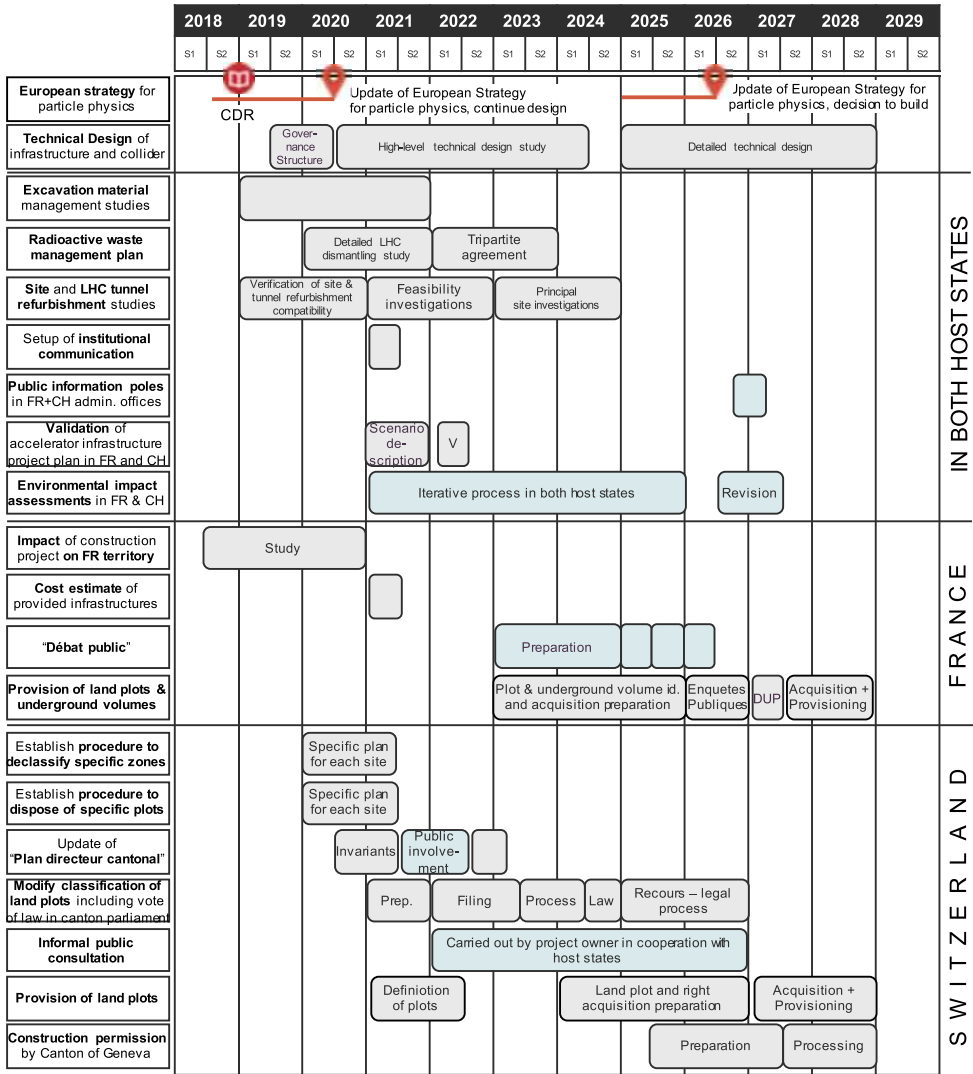 2018 2019 2020 2021 2022 2023 2024 2025 2026 2027 2028 2029
S1 S2 S1 S2 S1 S2 S1 S2 S1 S2 S1 S2 S1 S2 S1 S2 S1 S2 S1 S2 S1 S2 S1 S2
European strategy for
particle physics
CDR
Update of European Strategy
for particle physics, continue design
Update of European Strategy for
particle physics, decision to build
Technical Design of
infrastructure and collider
Gover-
nance
Structure
High-level technical design study
Detailed technical design
Excavation material
management studies
Radioactive waste
management plan
Detailed LHC
dismantling study
Tripartite
agreement
Site and LHC tunnel
refurbishment studies
Verification of site &
tunnel refurbishment
compatibility
Feasibility
investigations
Principal
site investigations
Setup of institutional
communication
Public information poles
in FR+CH admin. offices
Validation of
accelerator infrastructure
project plan in FR and CH
Scenario
de-
scription
V
Environmental impact
assessments in FR & CH
Iterative process in both host states
Revision
IN BOTH HOST STATES
Impact of construction
project on FR territory
Study
Cost estimate of
provided infrastructures
“Débat public”
Preparation
Provision of land plots &
underground volumes
Plot & underground volume id.
and acquisition preparation
Enquetes
Publiques
DUP
Acquisition +
Provisioning
FRANCE
Establish procedure to
declassify specific zones
Specific plan
for each site
Establish procedure to
dispose of specific plots
Specific plan
for each site
Update of
“Plan directeur cantonal”
Invariants
Public
involve-
ment
Modify classification of
land plots including vote
of law in canton parliament
Prep.
Filing
Process
Law
Recours – legal
process
Informal public
consultation
Carried out by project owner in cooperation with
host states
Provision of land plots
Definiotion
of plots
Land plot and right
acquisition preparation
Acquisition +
Provisioning
Construction permission
by Canton of Geneva
Preparation
Processing
SWITZERLAND